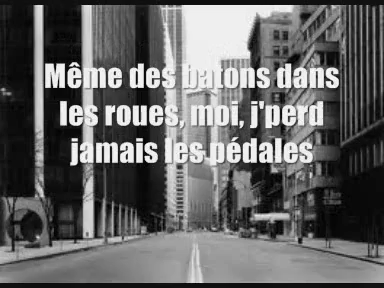 Même des batons dans
les roues, moi, j'perd
jamais les pédales